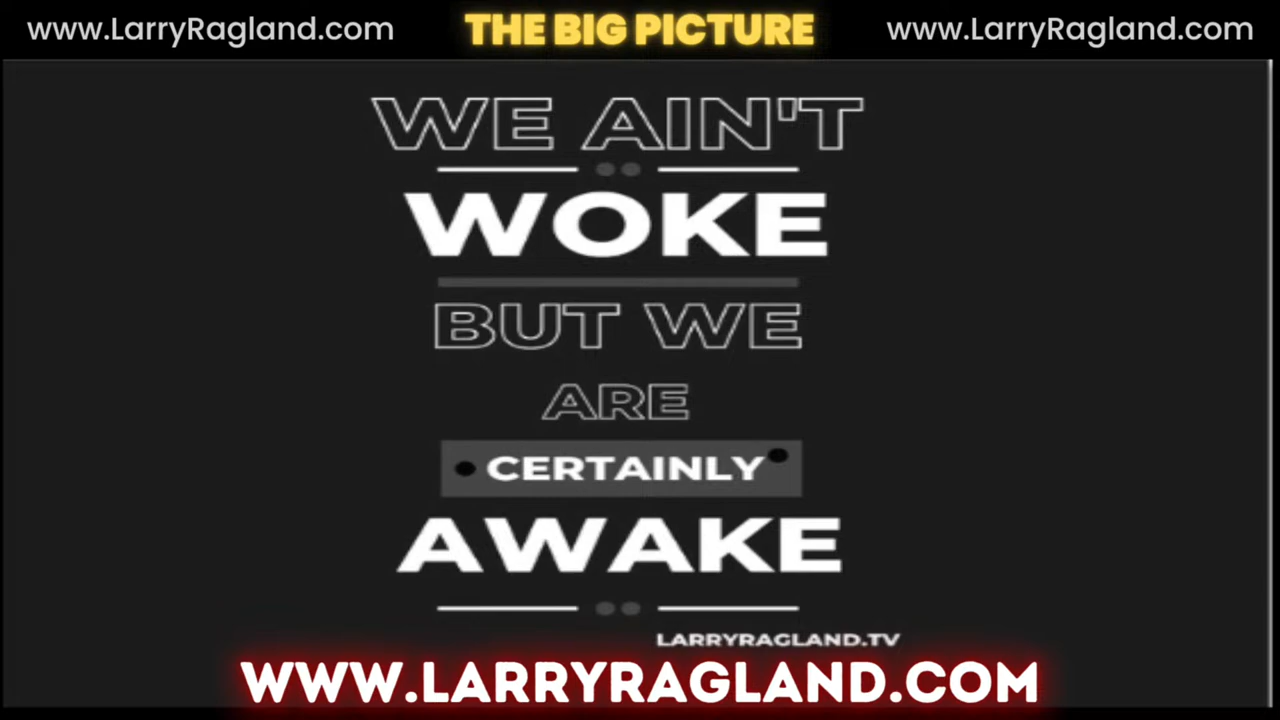 www.LarryRagland.com THE BIG PICTURE www.LarryRagland.com
WE AIN'T
WOKE
BUT WE
ARE
CERTAINLY
AWAKE
LARRYRAGLAND.TV
WWW.LARRYRAGLAND.COM